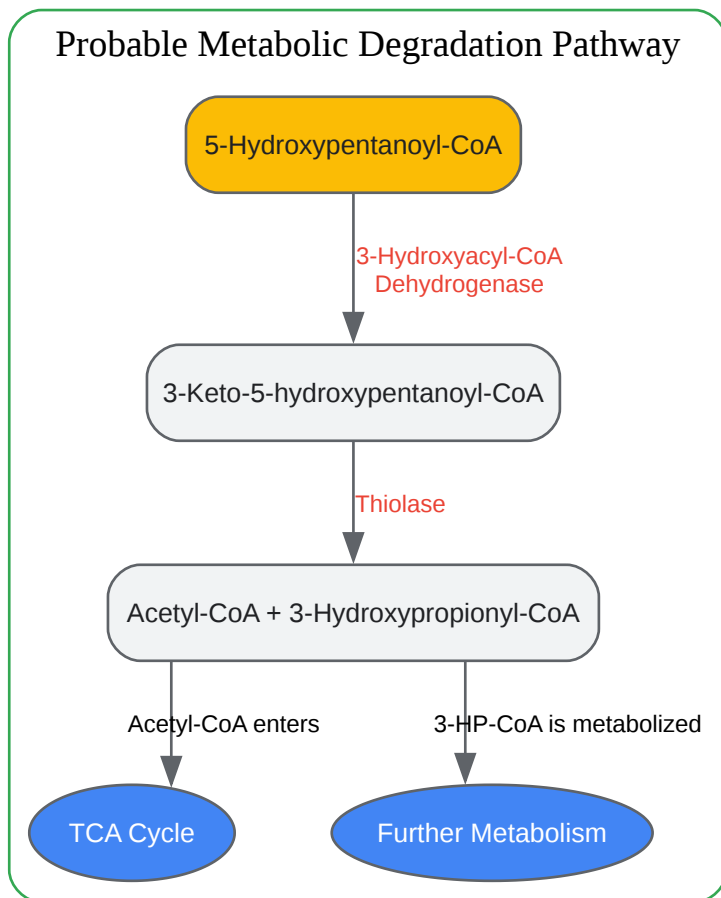 Probable Metabolic Degradation Pathway
5-Hydroxypentanoyl-CoA
3-Hydroxyacyl-CoA
Dehydrogenase
3-Keto-5-hydroxypentanoyl-CoA
Thiolase
Acetyl-CoA + 3-Hydroxypropionyl-CoA
Acetyl-CoA enters
3-HP-CoA is metabolized
TCA Cycle
Further Metabolism